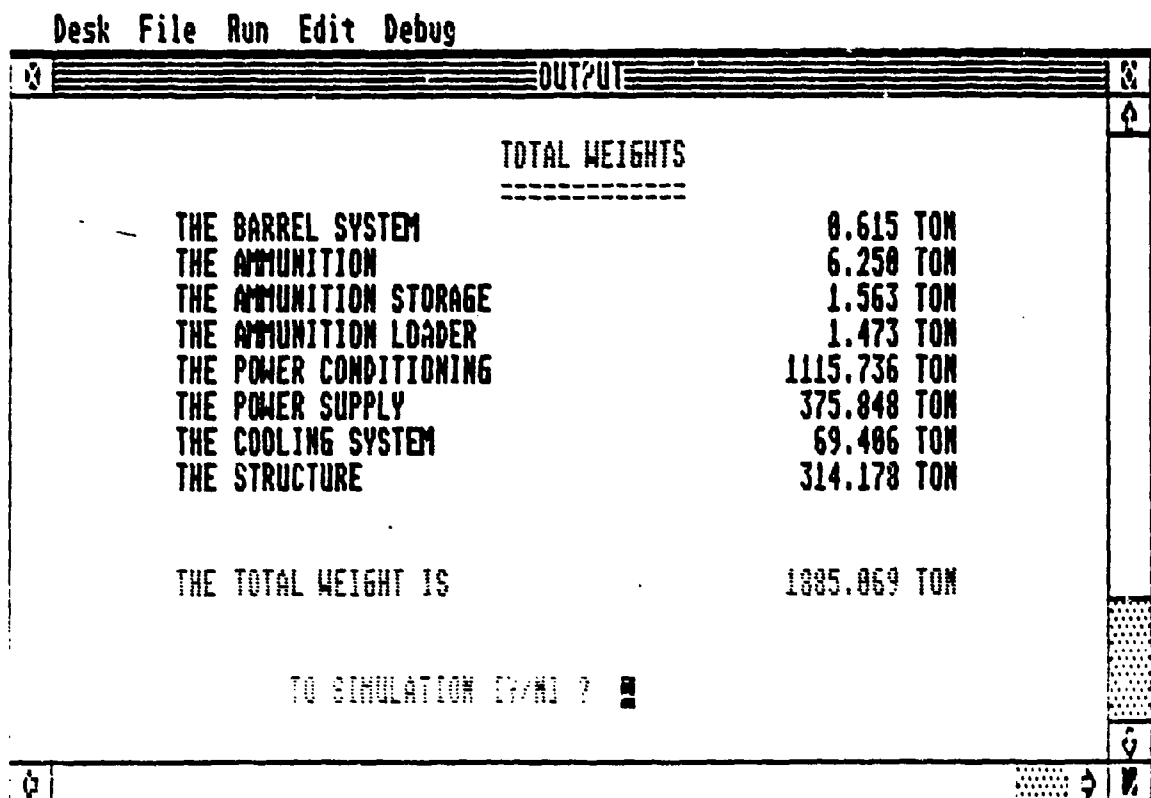 Desk File Run Edit Debug
OUTPUT
TOTAL WEIGHTS
=============
THE BARREL SYSTEM 0.615 TON
THE AMMUNITION 6.250 TON
THE AMMUNITION STORAGE 1.563 TON
THE AMMUNITION LOADER 1.473 TON
THE POWER CONDITIONING 1115.736 TON
THE POWER SUPPLY 375.848 TON
THE COOLING SYSTEM 69.406 TON
THE STRUCTURE 314.178 TON
THE TOTAL WEIGHT IS 1885.069 TON
TO SIMULATION [Y/N] ?